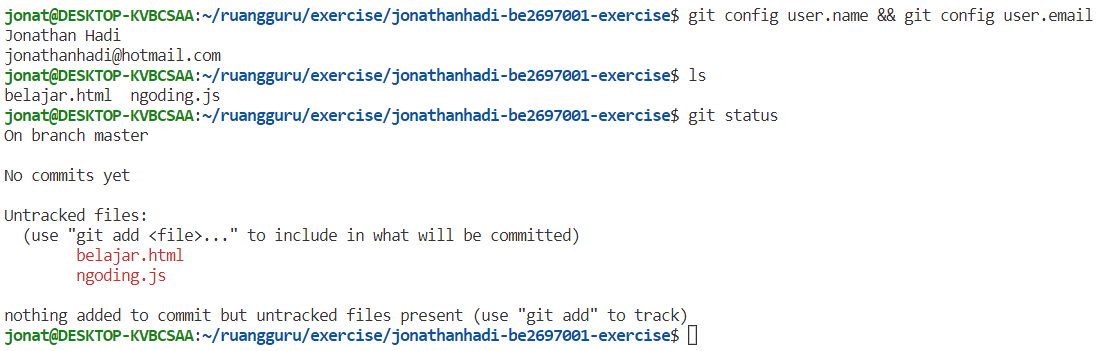 jonat@DESKTOP-KVBCSAA:~/ruangguru/exercise/jonathanhadi-be2697001-exercise$ git config user.name && git config user.email
Jonathan Hadi
jonathanhadi@hotmail.com
jonat@DESKTOP-KVBCSAA:~/ruangguru/exercise/jonathanhadi-be2697001-exercise$ ls
belajar.html  ngoding.js
jonat@DESKTOP-KVBCSAA:~/ruangguru/exercise/jonathanhadi-be2697001-exercise$ git status
On branch master

No commits yet

Untracked files:
  (use "git add <file>..." to include in what will be committed)
        belajar.html
        ngoding.js

nothing added to commit but untracked files present (use "git add" to track)
jonat@DESKTOP-KVBCSAA:~/ruangguru/exercise/jonathanhadi-be2697001-exercise$